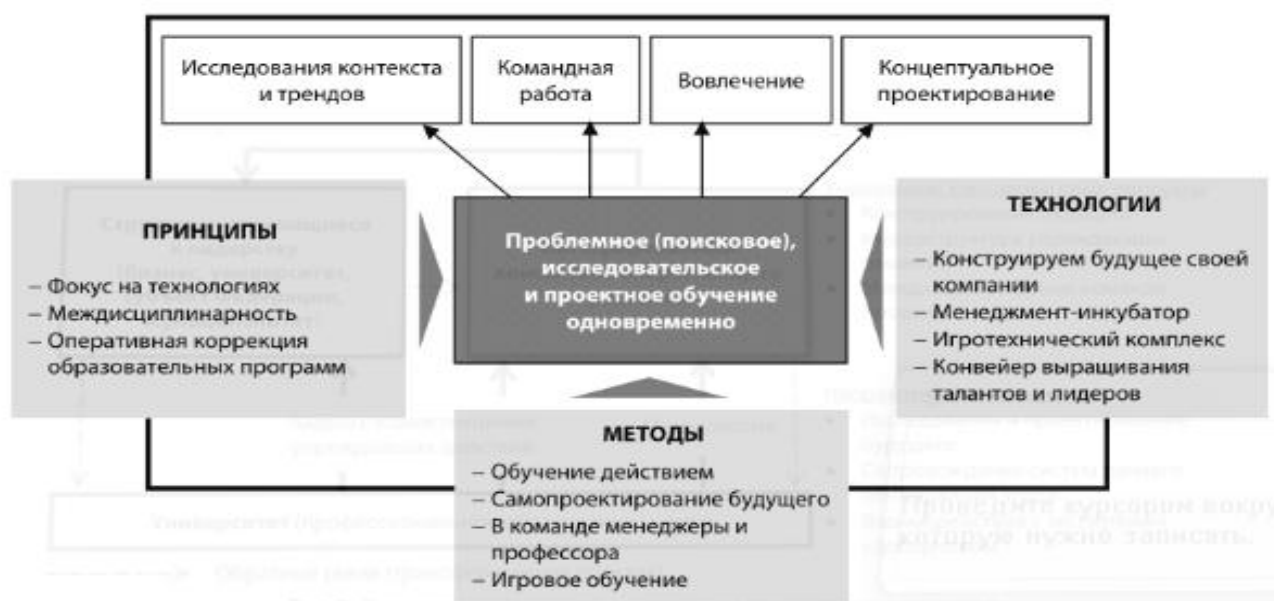 Исследования контекста
и трендов
Командная
работа
Вовлечение
Концептуальное
проектирование
ПРИНЦИПЫ
– Фокус на технологиях
– Междисциплинарность
– Оперативная коррекция
образовательных программ
Проблемное (поисковое),
исследовательское
и проектное обучение
одновременно
ТЕХНОЛОГИИ
– Конструируем будущее своей
компании
– Менеджмент-инкубатор
– Игротехнический комплекс
– Конвейер выращивания
талантов и лидеров
МЕТОДЫ
– Обучение действием
– Самопроектирование будущего
– В команде менеджеры и
профессора
– Игровое обучение